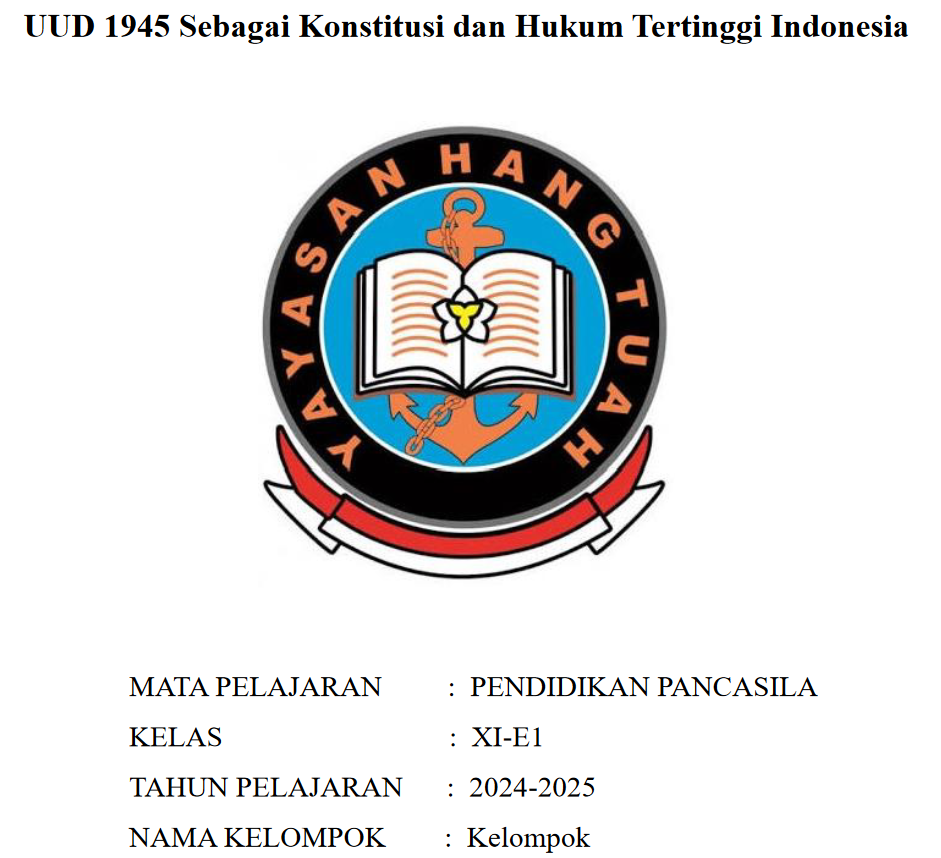 UUD 1945 Sebagai Konstitusi dan Hukum Tertinggi Indonesia
YAYASAN HANG TUAH
MATA PELAJARAN : PENDIDIKAN PANCASILA
KELAS : XI-E1
TAHUN PELAJARAN : 2024-2025
NAMA KELOMPOK : Kelompok